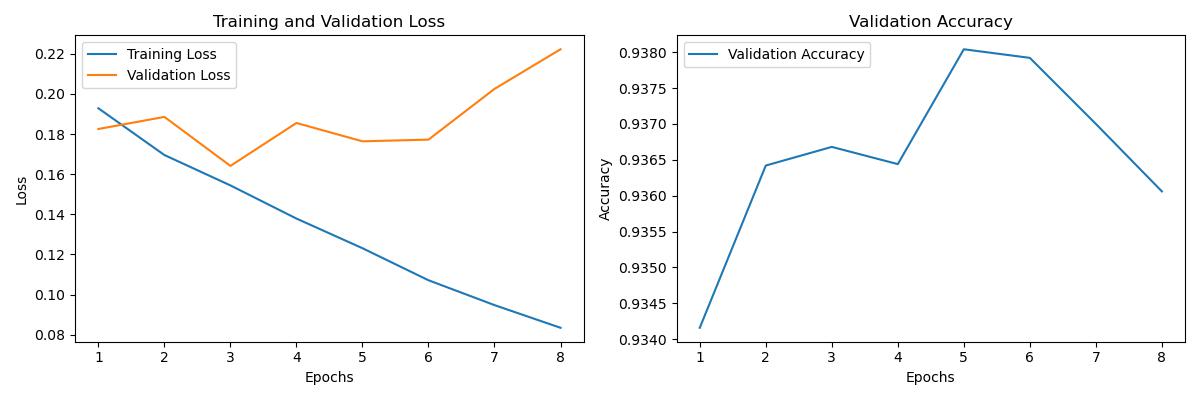 Training and Validation Loss
Training Loss
Validation Loss
0.22
0.20
0.18
0.16
0.14
0.12
0.10
0.08
Loss
1 2 3 4 5 6 7 8
Epochs
Validation Accuracy
Validation Accuracy
0.9380
0.9375
0.9370
0.9365
0.9360
0.9355
0.9350
0.9345
0.9340
Accuracy
1 2 3 4 5 6 7 8
Epochs